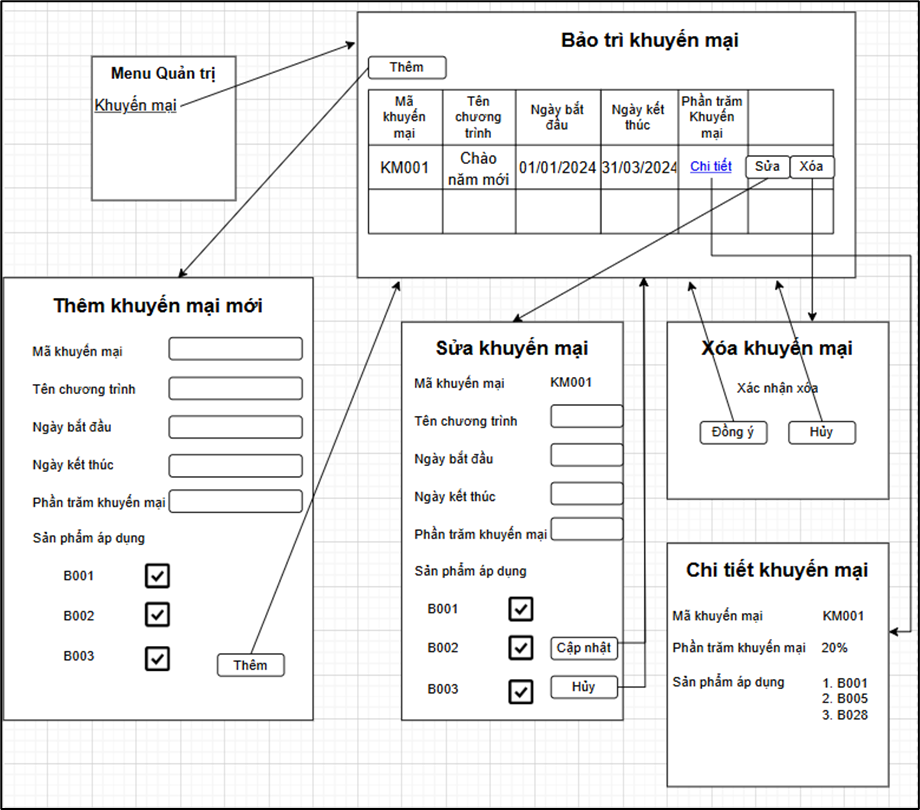 Menu Quản trị
Khuyến mại
Bảo trì khuyến mại
Thêm
Mã
khuyến
mại
Tên
chương
trình
Ngày bắt
đầu
Ngày kết
thúc
Phần trăm
Khuyến
mại
KM001
Chào
năm mới
01/01/2024
31/03/2024
Chi tiết
Sửa
Xóa
Thêm khuyến mại mới
Mã khuyến mại
Tên chương trình
Ngày bắt đầu
Ngày kết thúc
Phần trăm khuyến mại
Sản phẩm áp dụng
B001
B002
B003
Thêm
Sửa khuyến mại
Mã khuyến mại KM001
Tên chương trình
Ngày bắt đầu
Ngày kết thúc
Phần trăm khuyến mại
Sản phẩm áp dụng
B001
B002
Cập nhật
B003
Hủy
Xóa khuyến mại
Xác nhận xóa
Đồng ý
Hủy
Chi tiết khuyến mại
Mã khuyến mại KM001
Phần trăm khuyến mại 20%
Sản phẩm áp dụng
1. B001
2. B005
3. B028